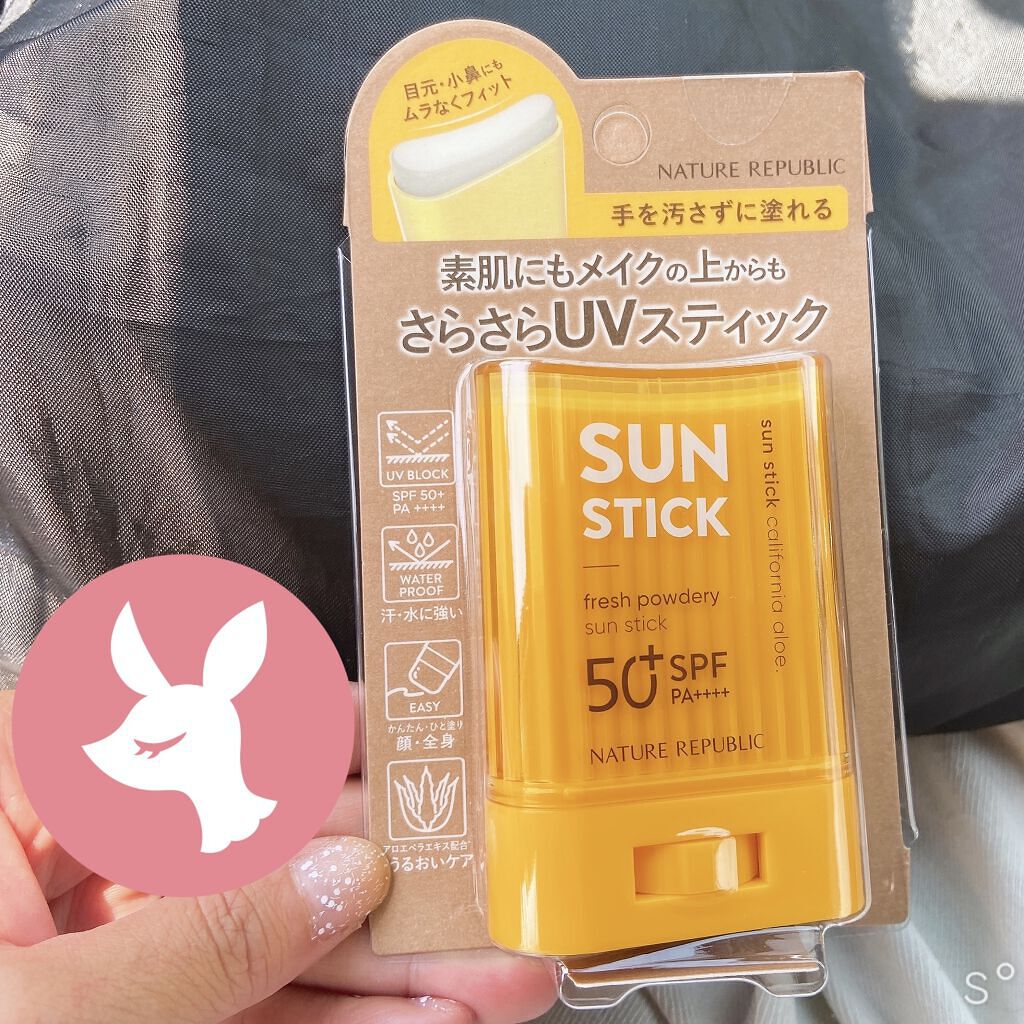 目元・小鼻にも
ムラなくフィット
NATURE REPUBLIC
手を汚さずに塗れる
素肌にもメイクの上からも
さらさらUVスティック
UV BLOCK
SPF 50+
PA ++++
WATER
PROOF
汗・水に強い
EASY
かんたん・ひと塗り
顔・全身
アロエベラエキス配合
うるおいケア
SUN
STICK
fresh powdery
sun stick
50+ SPF
PA++++
NATURE REPUBLIC
sun stick california aloe.
S°